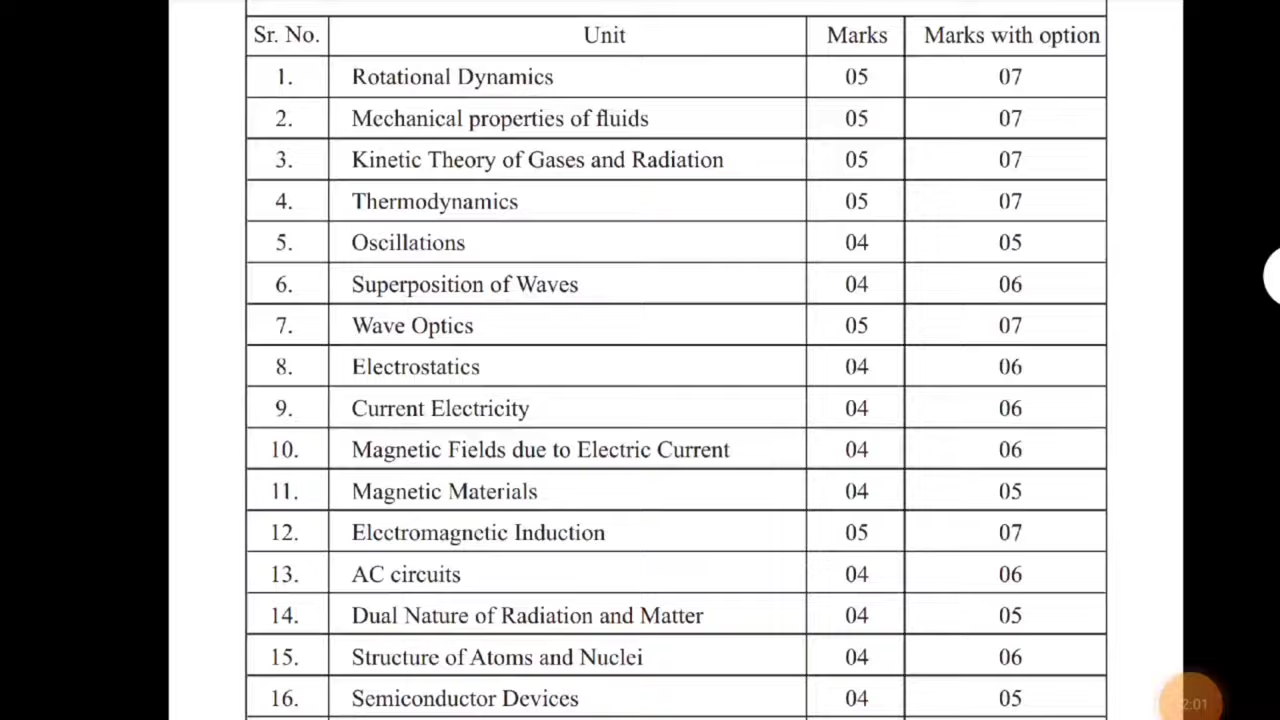 Sr. No. Unit Marks Marks with option
1. Rotational Dynamics 05 07
2. Mechanical properties of fluids 05 07
3. Kinetic Theory of Gases and Radiation 05 07
4. Thermodynamics 05 07
5. Oscillations 04 05
6. Superposition of Waves 04 06
7. Wave Optics 05 07
8. Electrostatics 04 06
9. Current Electricity 04 06
10. Magnetic Fields due to Electric Current 04 06
11. Magnetic Materials 04 05
12. Electromagnetic Induction 05 07
13. AC circuits 04 06
14. Dual Nature of Radiation and Matter 04 05
15. Structure of Atoms and Nuclei 04 06
16. Semiconductor Devices 04 05
2:01